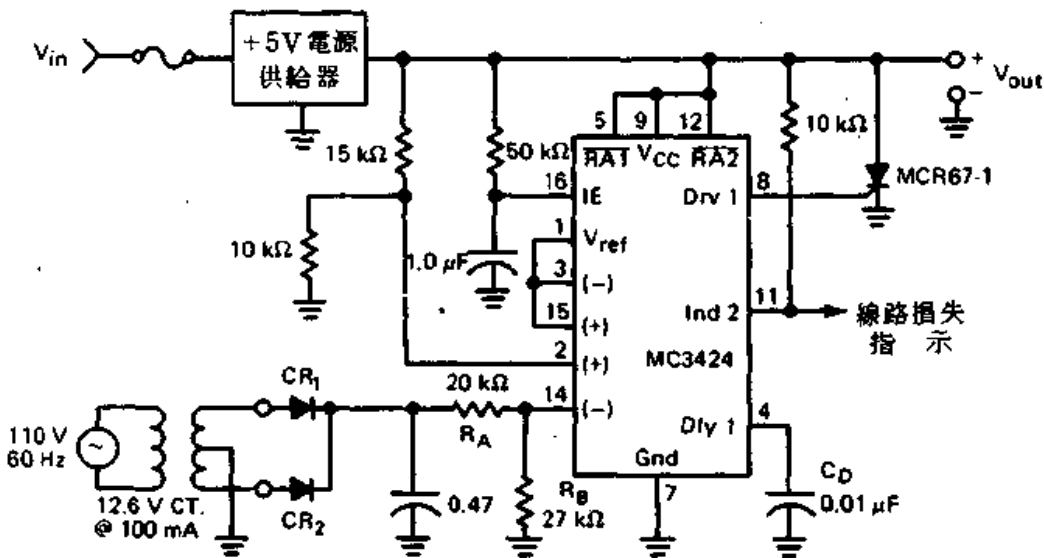 Vin
+5V 電源
供給器
+
Vout
−
15 kΩ
50 kΩ
10 kΩ
5
9
12
RA1
VCC
RA2
16
IE
Drv 1
8
MCR67-1
10 kΩ
1.0 μF
1
Vref
3
(−)
15
(+)
Ind 2
11
線路損失
指 示
2
(+)
MC3424
CR1
20 kΩ
14
(−)
RA
Dly 1
4
110 V
60 Hz
~
Gnd
12.6 V CT.
@ 100 mA
CR2
0.47
RB
27 kΩ
7
CD
0.01 μF